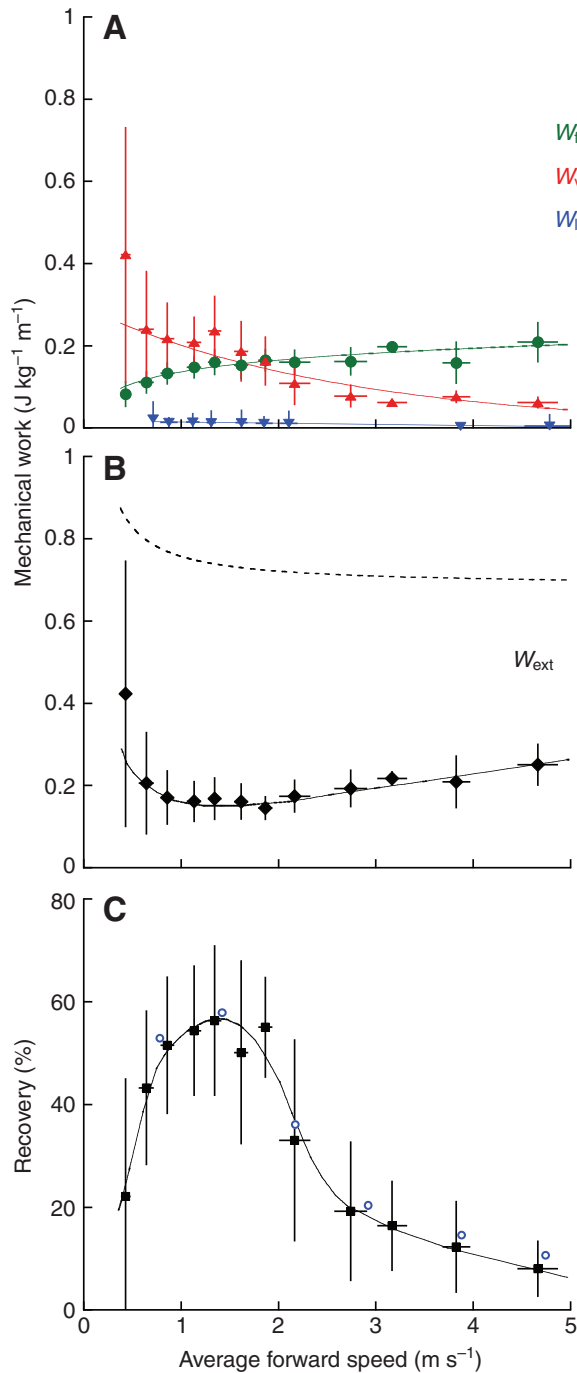 A
1
0.8
0.6
0.4
0.2
0
W
W
W
Mechanical work (J kg⁻¹ m⁻¹)
B
1
0.8
0.6
0.4
0.2
0
Wext
C
80
60
40
20
0
Recovery (%)
0 1 2 3 4 5
Average forward speed (m s⁻¹)